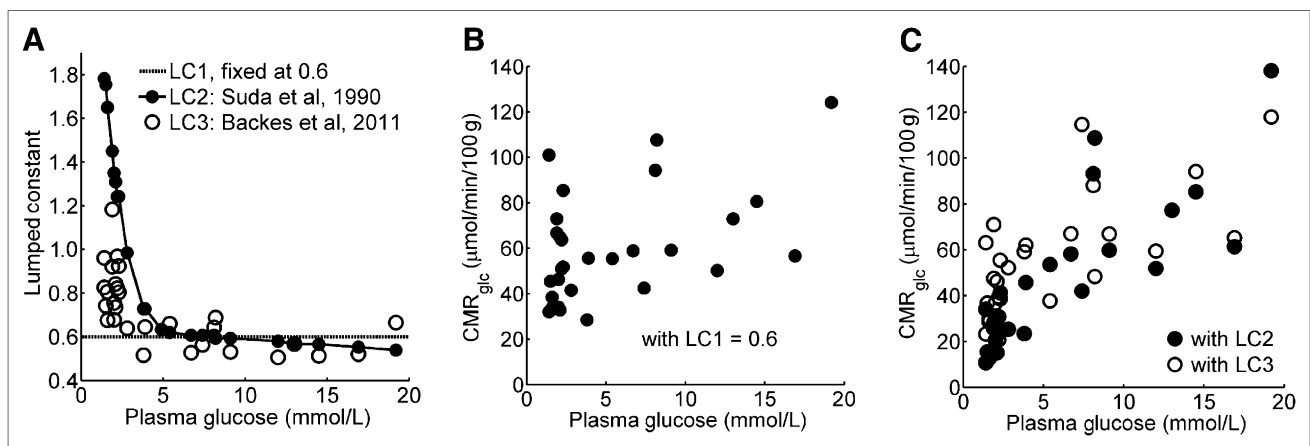 A
Lumped constant
1.8
1.6
1.4
1.2
1.0
0.8
0.6
0.4
LC1, fixed at 0.6
LC2: Suda et al, 1990
LC3: Backes et al, 2011
0 5 10 15 20
Plasma glucose (mmol/L)
B
CMRglc (μmol/min/100 g)
140
120
100
80
60
40
20
0
with LC1 = 0.6
0 5 10 15 20
Plasma glucose (mmol/L)
C
CMRglc (μmol/min/100g)
140
120
100
80
60
40
20
0
with LC2
with LC3
0 5 10 15 20
Plasma glucose (mmol/L)